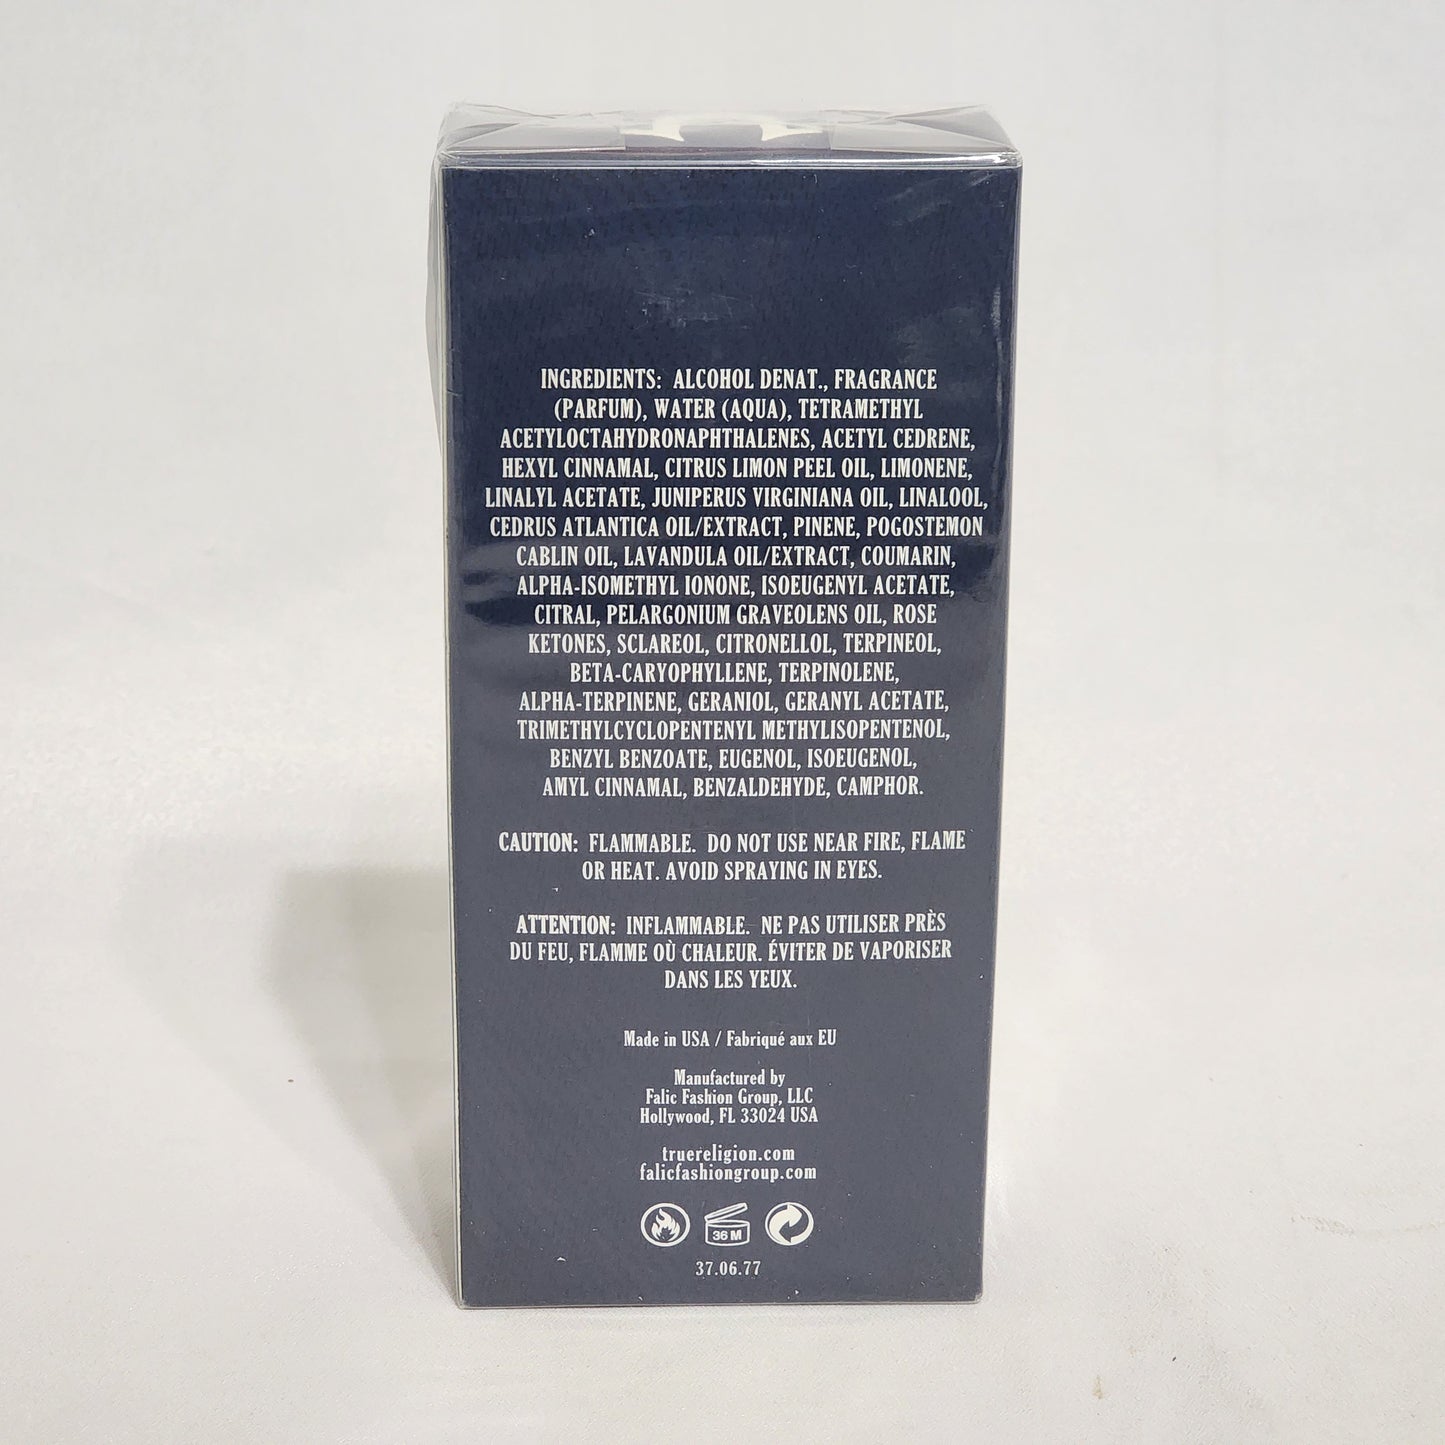 INGREDIENTS: ALCOHOL DENAT., FRAGRANCE
(PARFUM), WATER (AQUA), TETRAMETHYL
ACETYLOCTAHYDRONAPHTHALENES, ACETYL CEDRENE,
HEXYL CINNAMAL, CITRUS LIMON PEEL OIL, LIMONENE,
LINALYL ACETATE, JUNIPERUS VIRGINIANA OIL, LINALOOL,
CEDRUS ATLANTICA OIL/EXTRACT, PINENE, POGOSTEMON
CABLIN OIL, LAVANDULA OIL/EXTRACT, COUMARIN,
ALPHA-ISOMETHYL IONONE, ISOEUGENYL ACETATE,
CITRAL, PELARGONIUM GRAVEOLENS OIL, ROSE
KETONES, SCLAREOL, CITRONELLOL, TERPINEOL,
BETA-CARYOPHYLLENE, TERPINOLENE,
ALPHA-TERPINENE, GERANIOL, GERANYL ACETATE,
TRIMETHYLCYCLOPENTENYL METHYLISOPENTENOL,
BENZYL BENZOATE, EUGENOL, ISOEUGENOL,
AMYL CINNAMAL, BENZALDEHYDE, CAMPHOR.
CAUTION: FLAMMABLE. DO NOT USE NEAR FIRE, FLAME
OR HEAT. AVOID SPRAYING IN EYES.
ATTENTION: INFLAMMABLE. NE PAS UTILISER PRÈS
DU FEU, FLAMME OÙ CHALEUR. ÉVITER DE VAPORISER
DANS LES YEUX.
Made in USA / Fabriqué aux EU
Manufactured by
Falic Fashion Group, LLC
Hollywood, FL 33024 USA
truereligion.com
falicfashiongroup.com
36 M
37.06.77